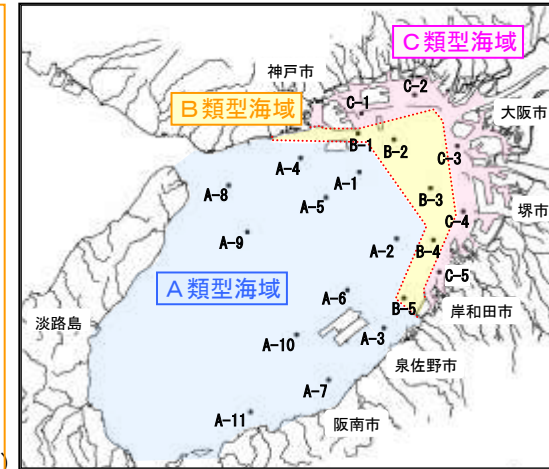 C類型海域
神戸市
C-2
B類型海域
C-1
大阪市
B-1
B-2
C-3
A-4
A-1
A-8
B-3
A-5
堺市
C-4
A-9
A-2
B-4
C-5
A類型海域
A-6
B-5
岸和田市
淡路島
A-3
A-10
泉佐野市
A-7
A-11
阪南市
)